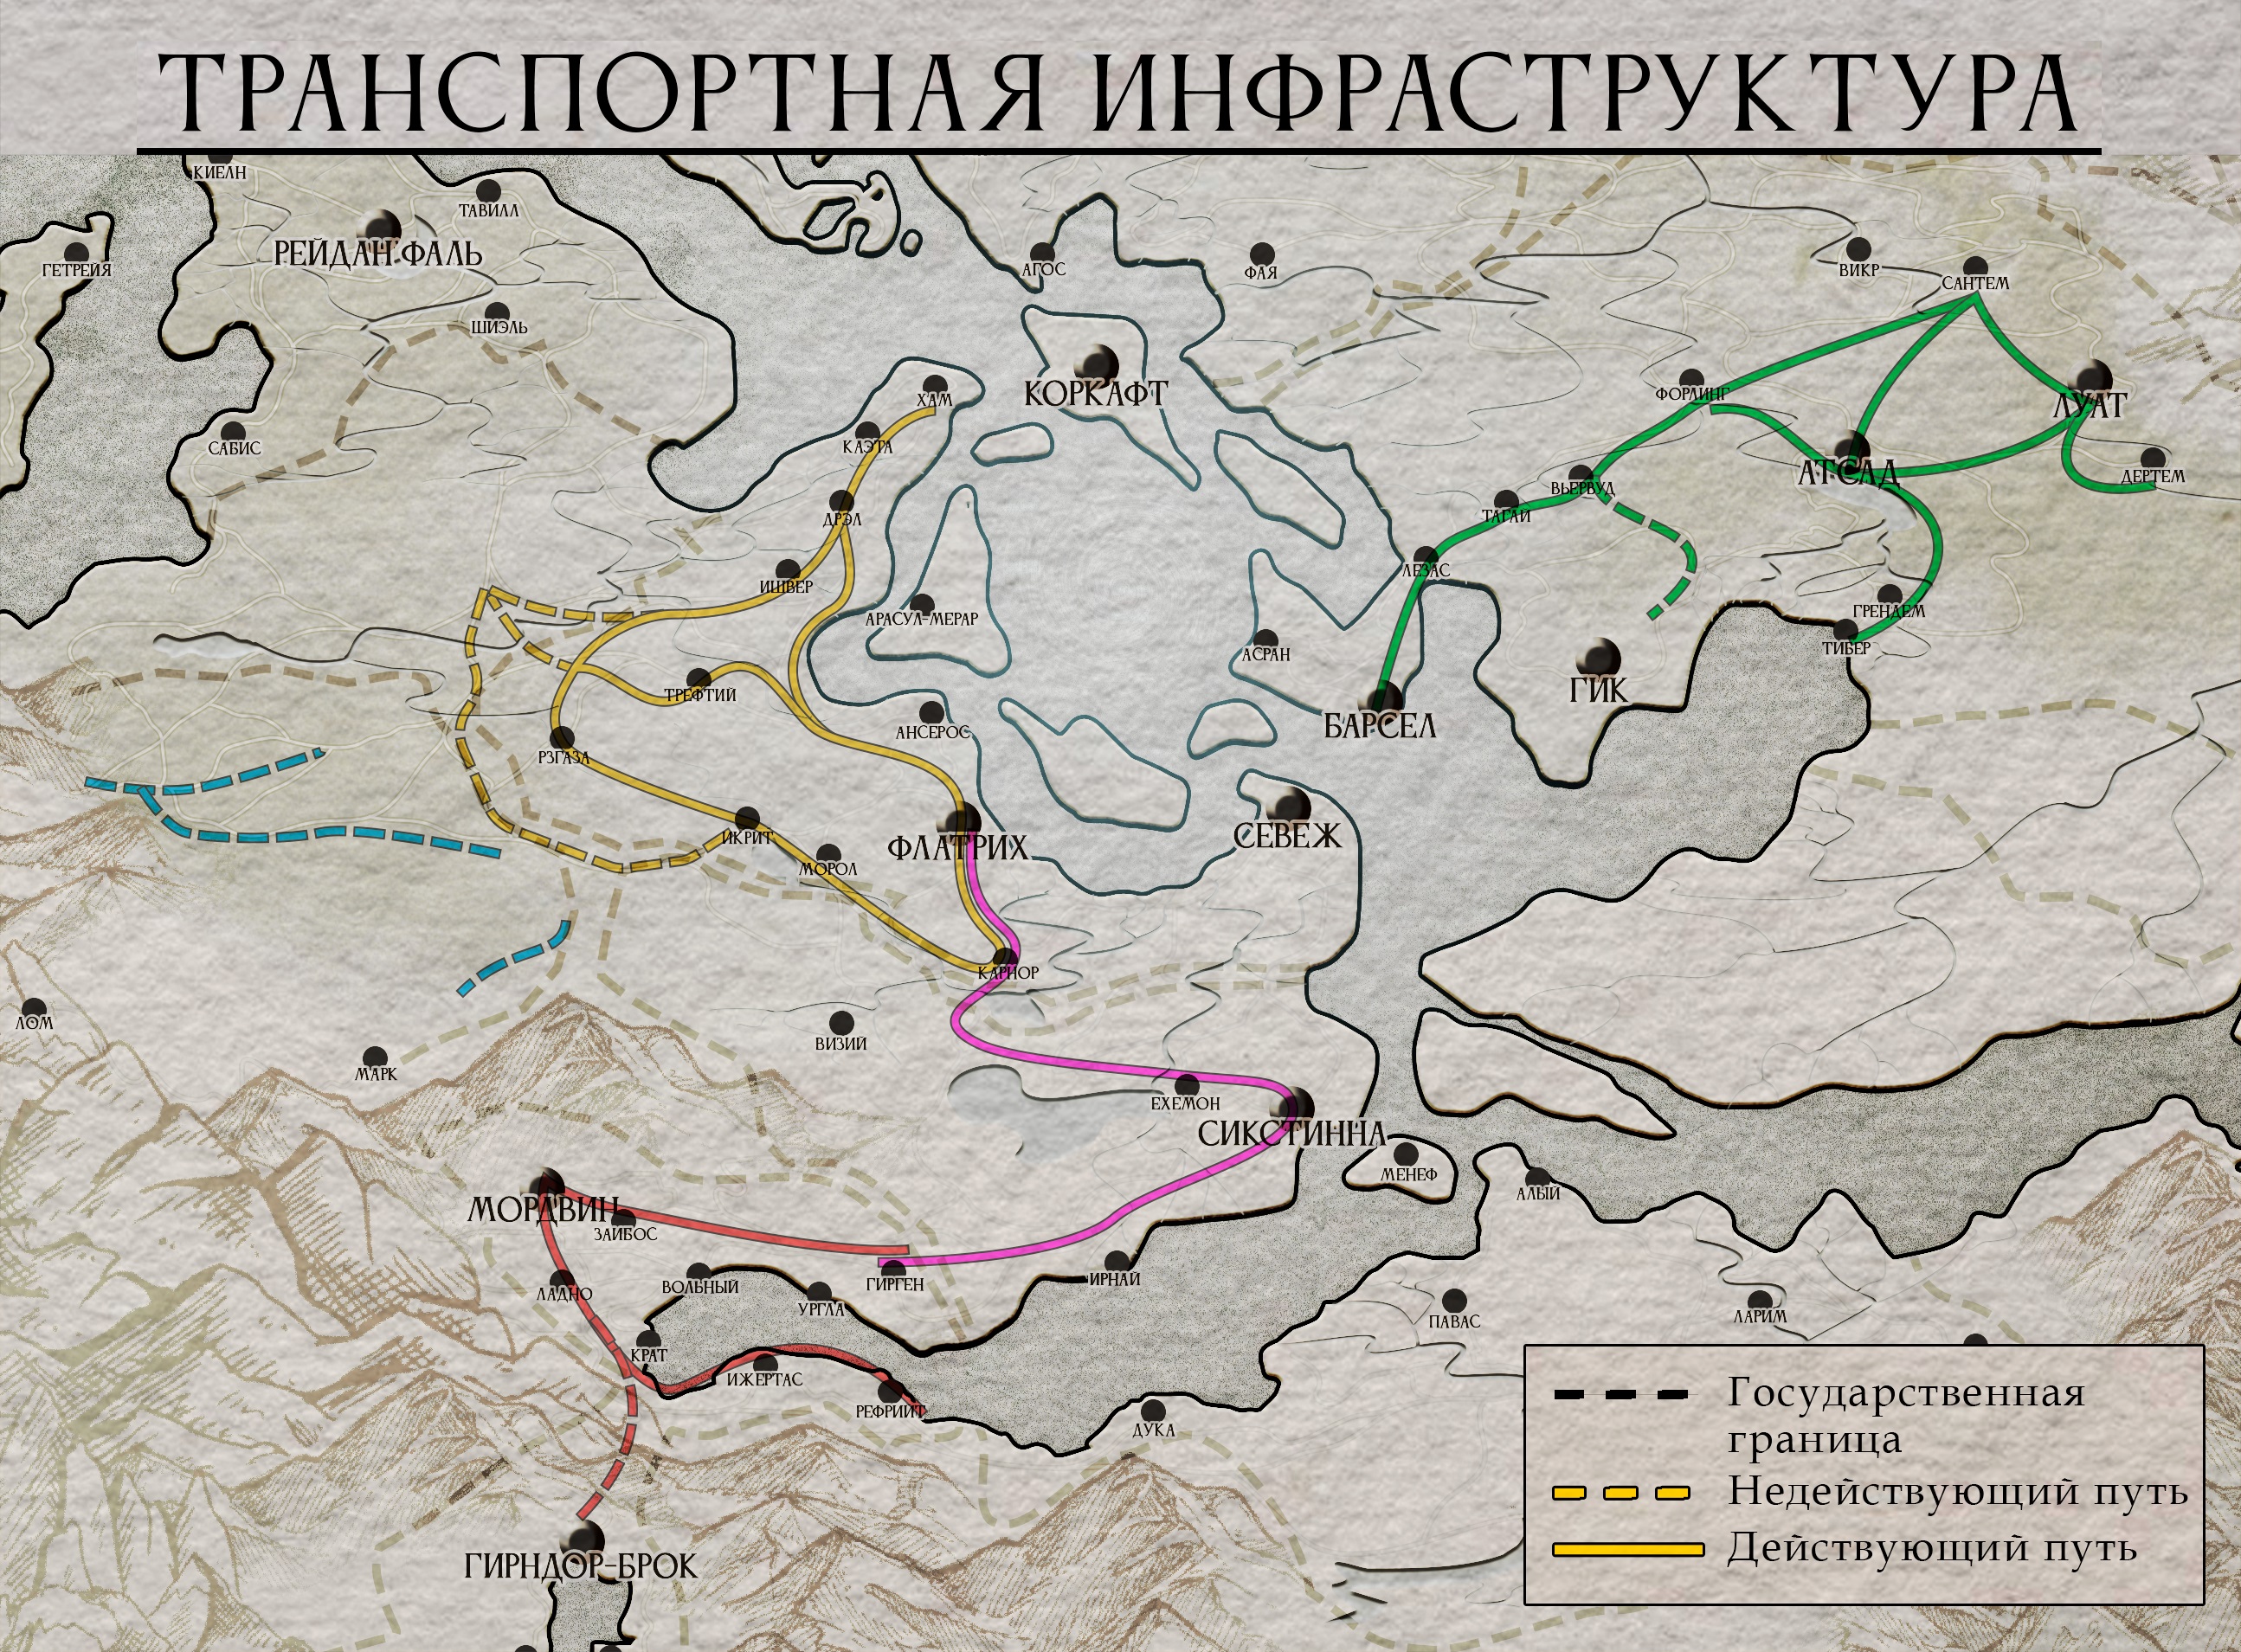 ТРАНСПОРТНАЯ ИНФРАСТРУКТУРА
КИЕЛН
ТАВИЛЛ
РЕЙДАН-ФАЛЬ
ГЕТРЕЙЯ
АГОС
ФАЯ
ВИКР
САНТЕМ
ШИЭЛЬ
ХДМ
КОРКАФТ
ФОРЛИНГ
ЛУАТ
САБИС
КАЭТА
АТСАД
ДЕРТЕМ
ВЬЕРВУД
ДРЭЛ
ТАГАЙ
ЛЕЗАС
ИШВЕР
АРАСУЛ-МЕРАР
ГРЕНДЕМ
ТИБЕР
АСРАН
ТРЕФТИЙ
ГИК
АНСЕРОС
БАРСЕЛ
РЗГАЗА
ИКРИТ
ФЛАТРИХ
СЕВЕЖ
МОРОЛ
КАРНОР
ЛОМ
ВИЗИЙ
МАРК
ЕХЕМОН
СИКСТИННА
МЕНЕФ
АЛЫЙ
МОРДВИН
ЗАЙБОС
ЛАДНО
ВОЛЬНЫЙ
ГИРГЕН
ИРНАЙ
УРГЛА
ПАВАС
ЛАРИМ
КРАТ
ИЖЕРТАС
РЕФРИИТ
ДУКА
ГИРНДОР-БРОК
Государственная
граница
Недействующий путь
Действующий путь